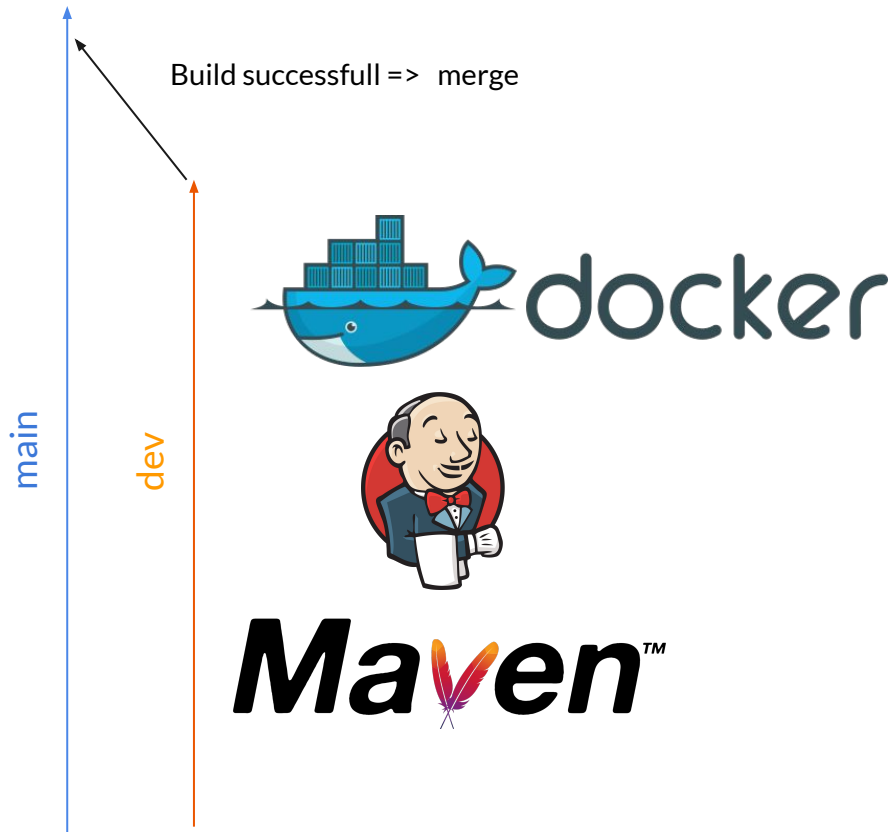 Build successfull => merge
docker
main
dev
Maven™